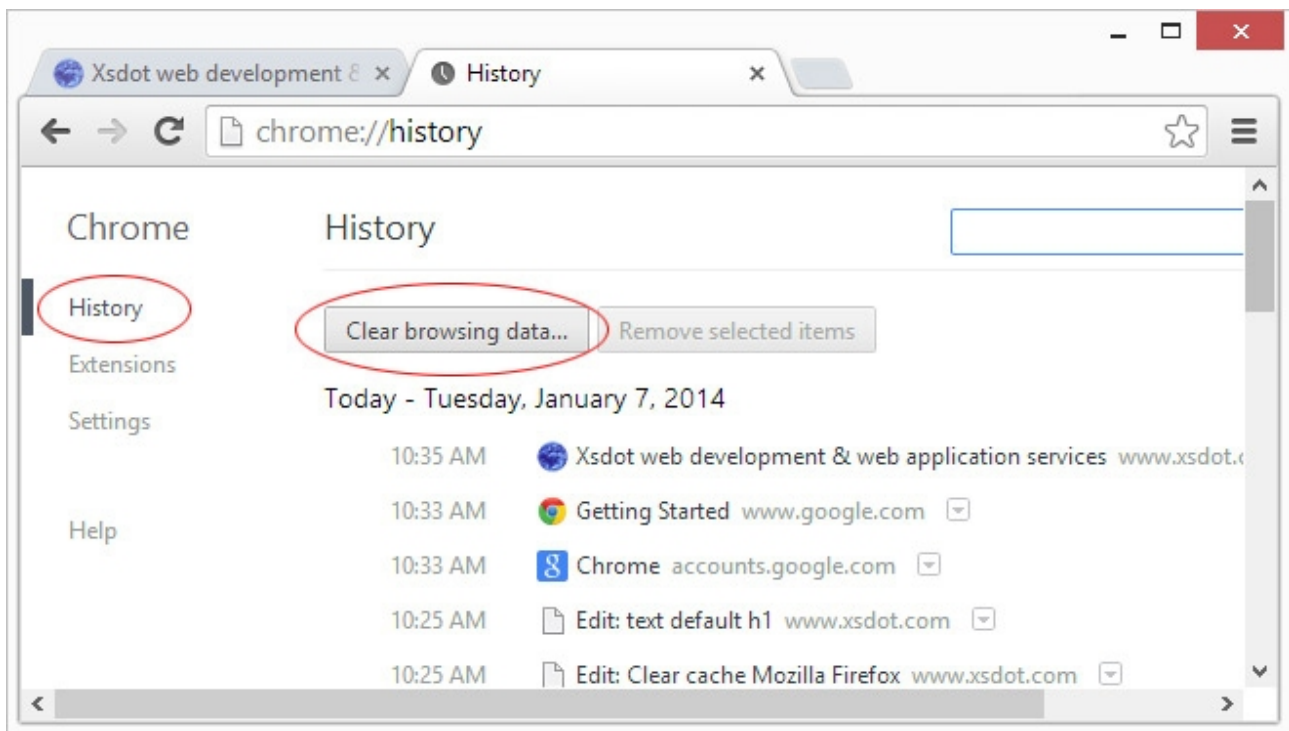 Xsdot web development &
History
chrome://history
Chrome
History
Extensions
Settings
Help
History
Clear browsing data...
Remove selected items
Today - Tuesday, January 7, 2014
10:35 AM Xsdot web development & web application services www.xsdot.
10:33 AM Getting Started www.google.com
10:33 AM 8 Chrome accounts.google.com
10:25 AM Edit: text default h1 www.xsdot.com
10:25 AM Edit: Clear cache Mozilla Firefox www.xsdot.com